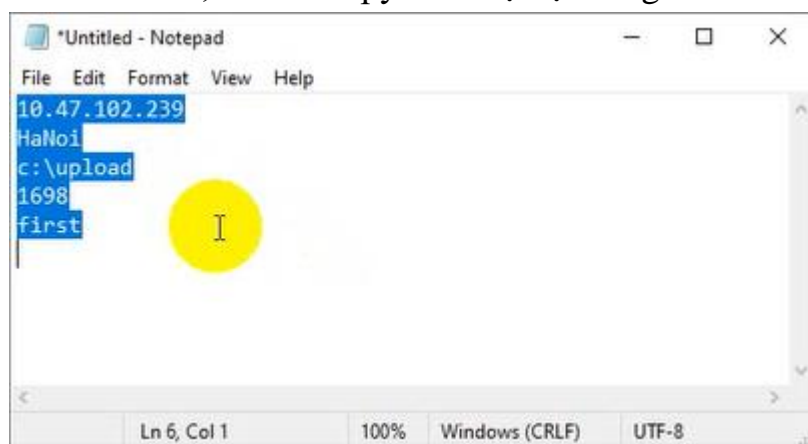 *Untitled - Notepad
File Edit Format View Help
10.47.102.239
HaNoi
c:\upload
1698
first
Ln 6, Col 1 100% Windows (CRLF) UTF-8